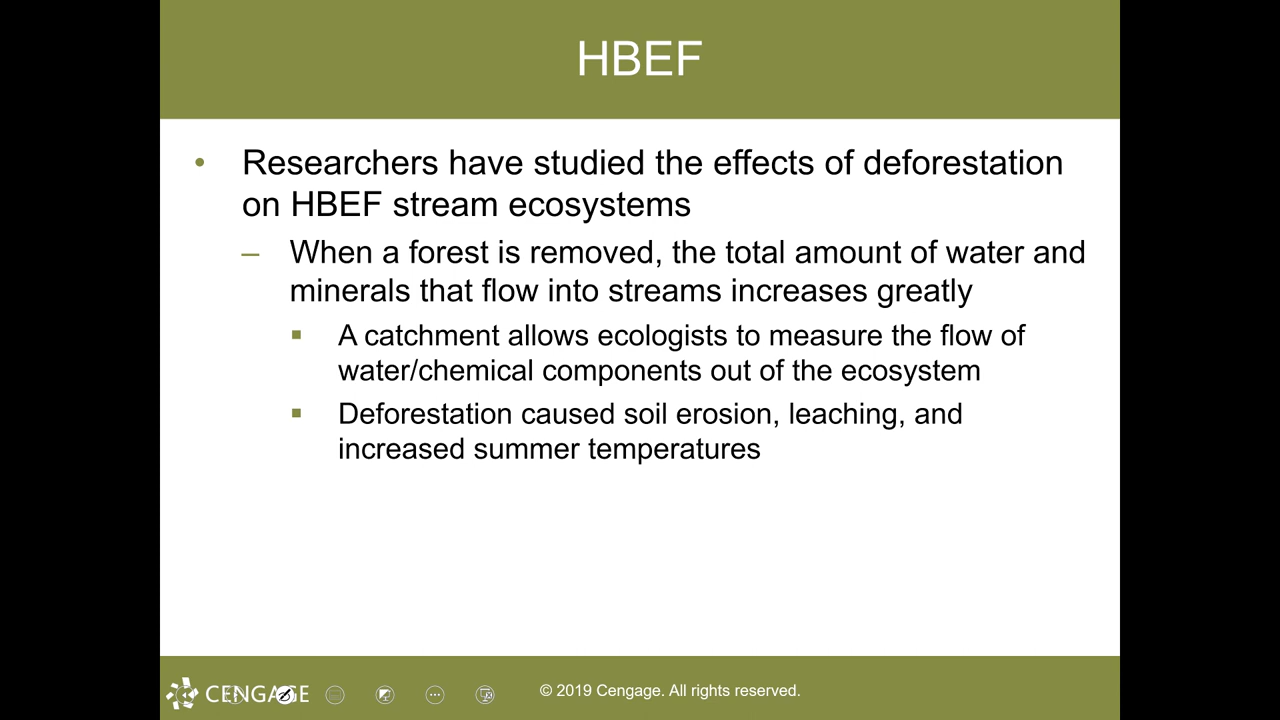 HBEF
• Researchers have studied the effects of deforestation
on HBEF stream ecosystems
– When a forest is removed, the total amount of water and
minerals that flow into streams increases greatly
▪ A catchment allows ecologists to measure the flow of
water/chemical components out of the ecosystem
▪ Deforestation caused soil erosion, leaching, and
increased summer temperatures
CENGAGE
© 2019 Cengage. All rights reserved.